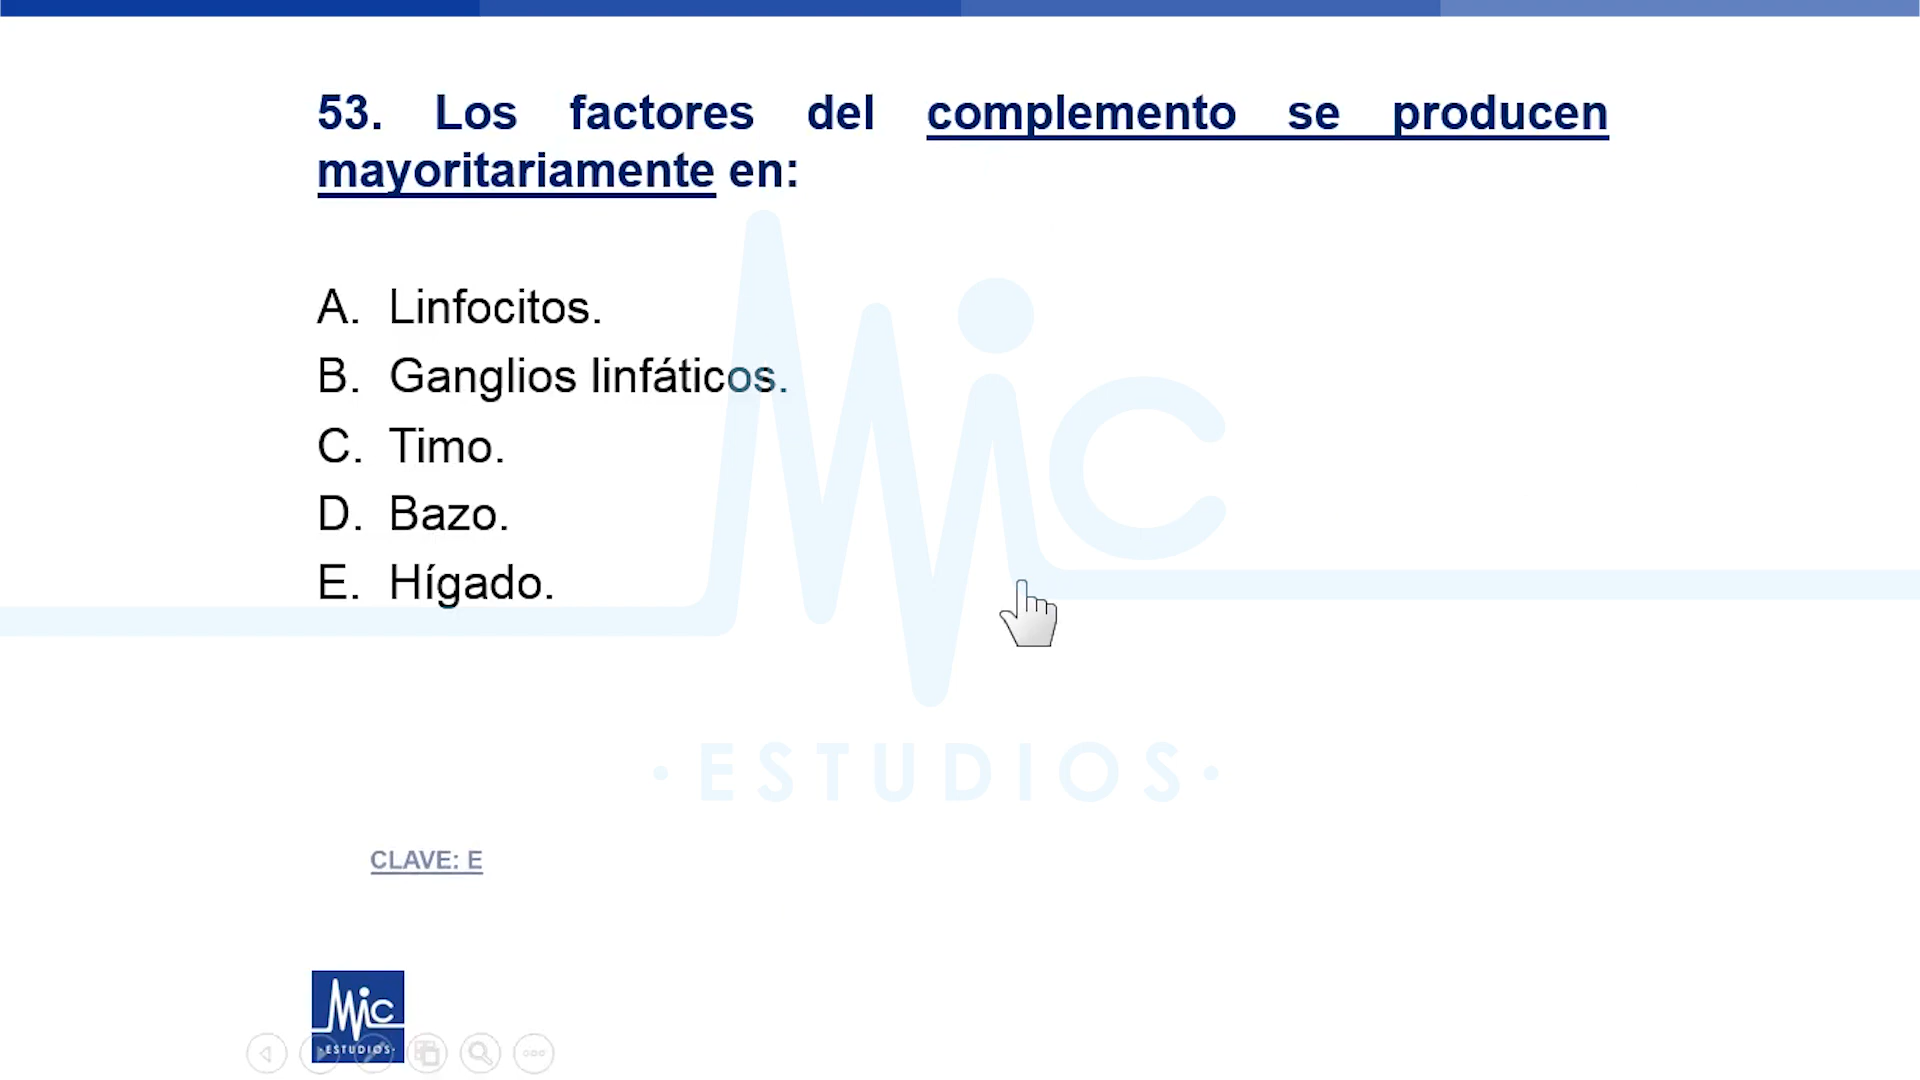 53. Los factores del complemento se producen
mayoritariamente en:
A. Linfocitos.
B. Ganglios linfáticos.
C. Timo.
D. Bazo.
E. Hígado.
Mic
·ESTUDIOS·
CLAVE: E
Mic
·ESTUDIOS·